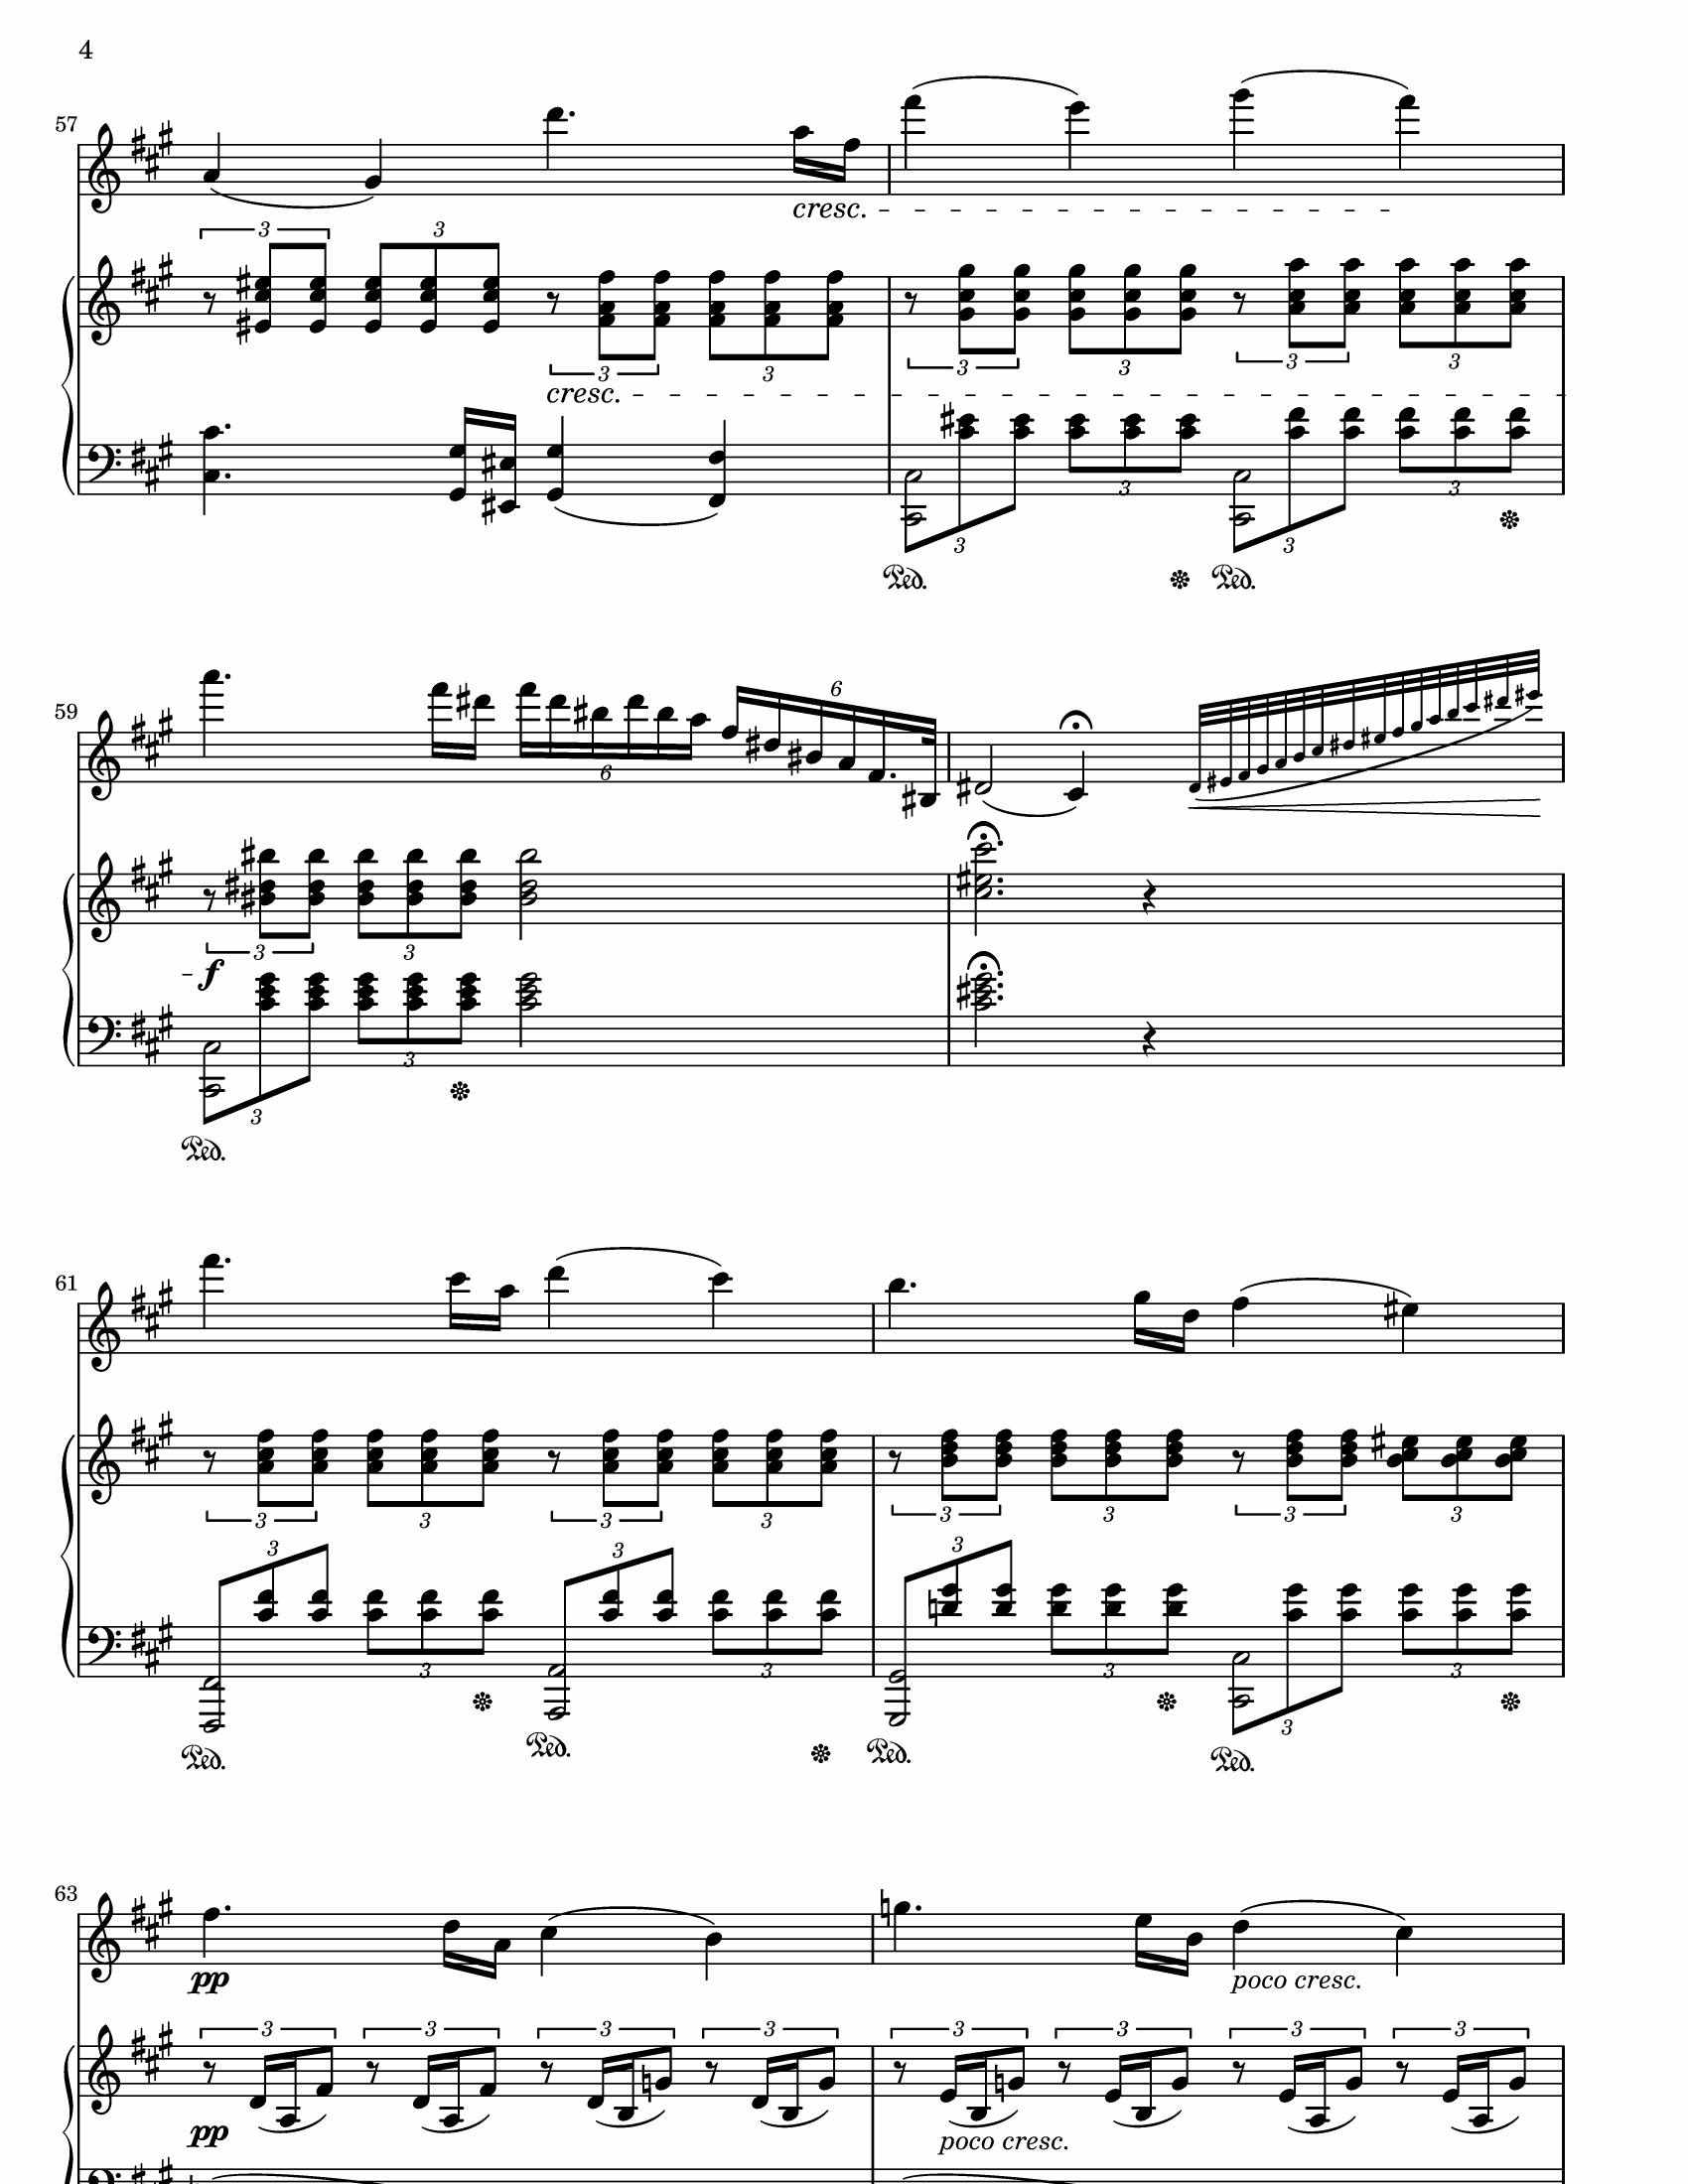 4
57
cresc.
3 3 3 3 3 3 3 3
cresc.
3 3 3 3
Ped. Ped.
59
6 6
3 3
f
3 3
Ped.
61
3 3 3 3 3 3 3 3
3 3 3 3 3 3 3 3
Ped. Ped. Ped. Ped.
63
pp poco cresc.
3 3 3 3 3 3 3 3
pp poco cresc.